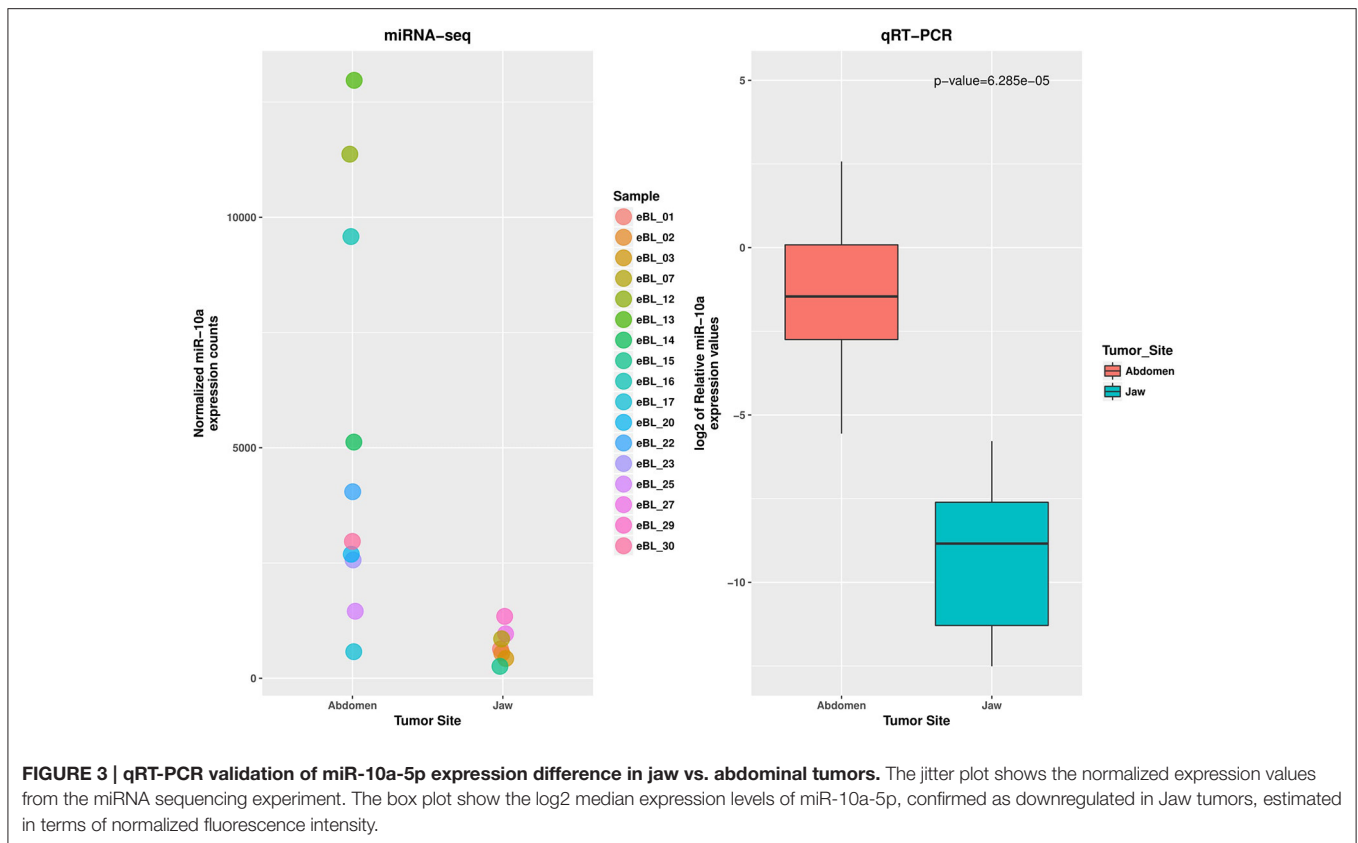 miRNA−seq
Normalized miR−10a
expression counts
10000
5000
0
Abdomen
Jaw
Tumor Site
Sample
eBL_01
eBL_02
eBL_03
eBL_07
eBL_12
eBL_13
eBL_14
eBL_15
eBL_16
eBL_17
eBL_20
eBL_22
eBL_23
eBL_25
eBL_27
eBL_29
eBL_30
qRT−PCR
p−value=6.285e−05
log2 of Relative miR−10a
expression values
5
0
−5
−10
Abdomen
Jaw
Tumor Site
Tumor_Site
Abdomen
Jaw
FIGURE 3 | qRT-PCR validation of miR-10a-5p expression difference in jaw vs. abdominal tumors. The jitter plot shows the normalized expression values
from the miRNA sequencing experiment. The box plot show the log2 median expression levels of miR-10a-5p, confirmed as downregulated in Jaw tumors, estimated
in terms of normalized fluorescence intensity.